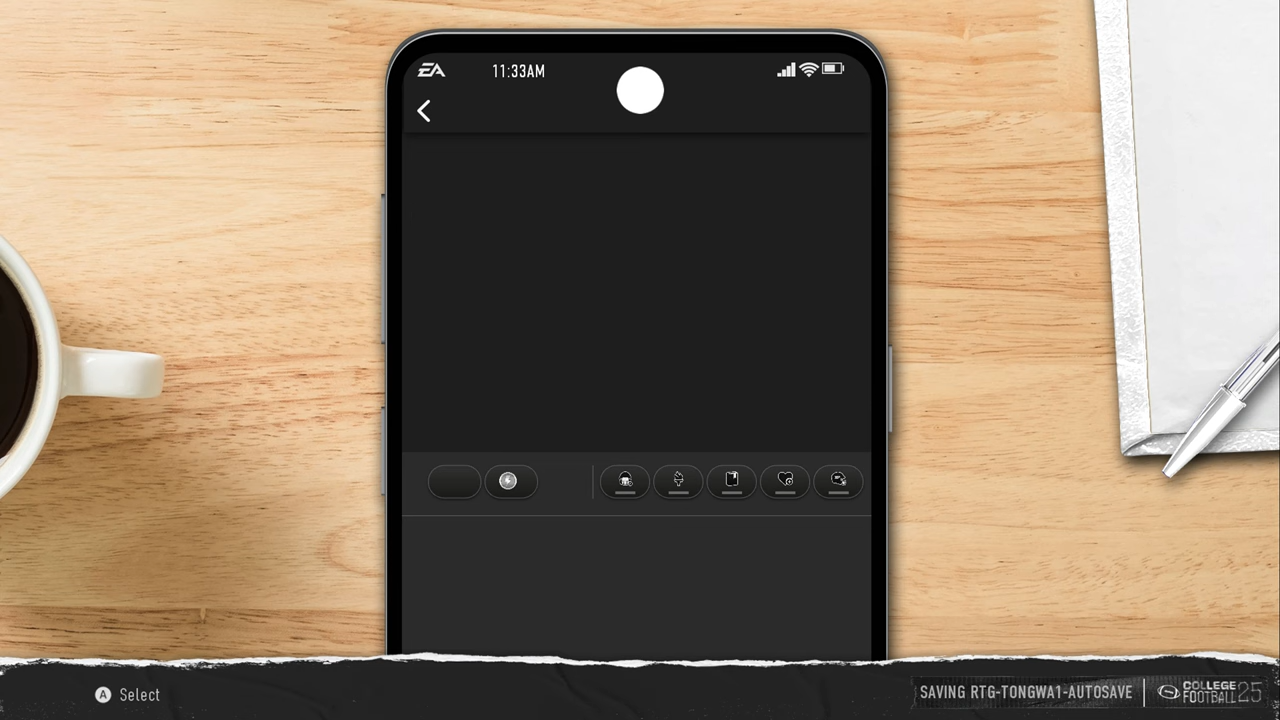 EA 11:33AM
A Select
SAVING RTG-TONGWA1-AUTOSAVE
COLLEGE
FOOTBALL 25